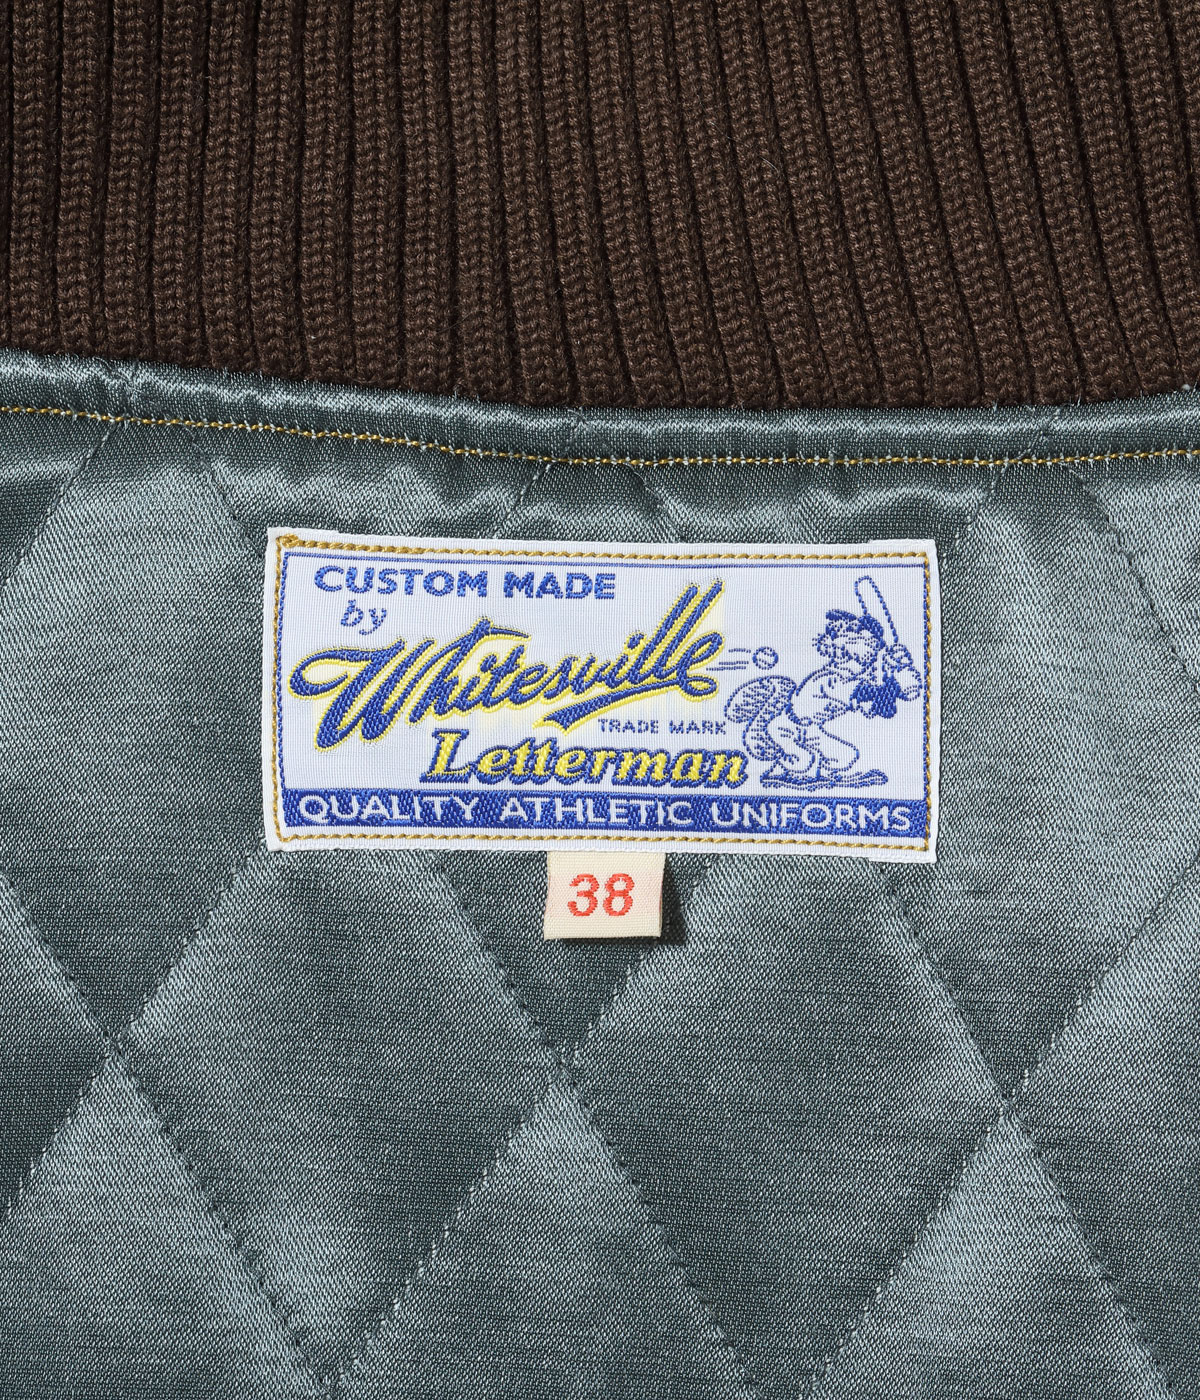 CUSTOM MADE
by
Whitesville
TRADE MARK
Letterman
QUALITY ATHLETIC UNIFORMS
38